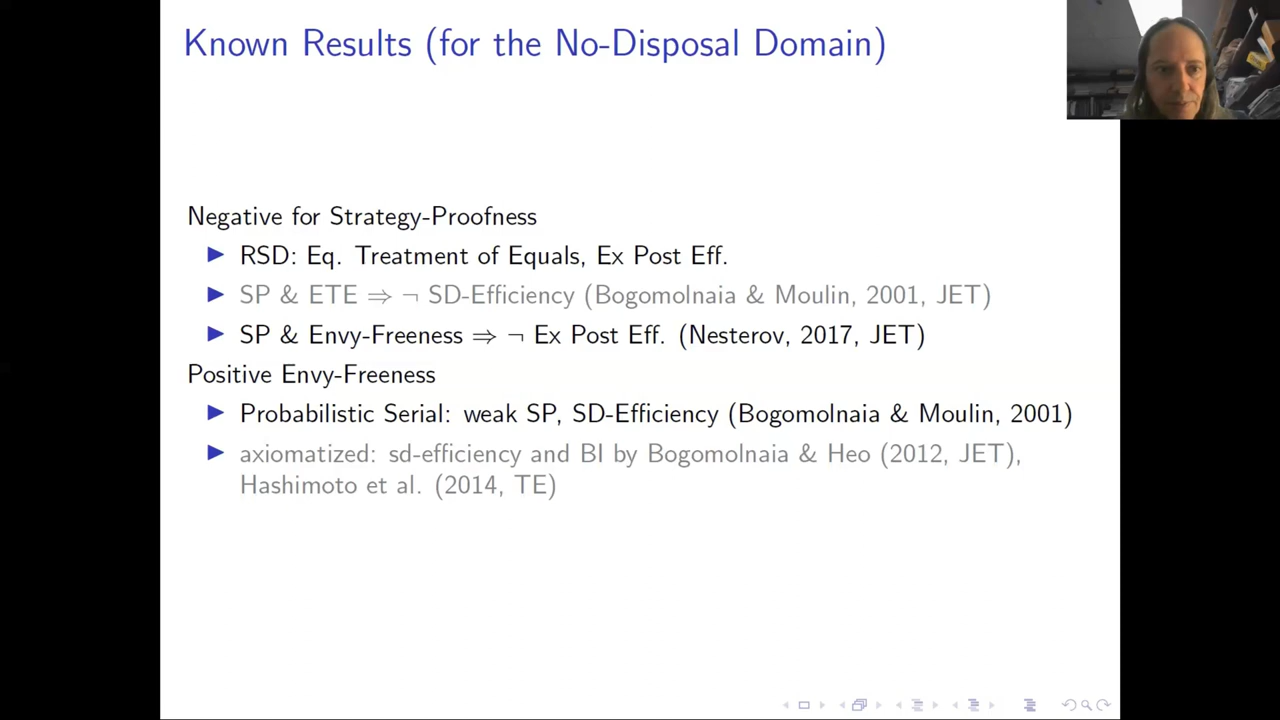 Known Results (for the No-Disposal Domain)
Negative for Strategy-Proofness
RSD: Eq. Treatment of Equals, Ex Post Eff.
SP & ETE ⇒ ¬ SD-Efficiency (Bogomolnaia & Moulin, 2001, JET)
SP & Envy-Freeness ⇒ ¬ Ex Post Eff. (Nesterov, 2017, JET)
Positive Envy-Freeness
Probabilistic Serial: weak SP, SD-Efficiency (Bogomolnaia & Moulin, 2001)
axiomatized: sd-efficiency and BI by Bogomolnaia & Heo (2012, JET),
Hashimoto et al. (2014, TE)